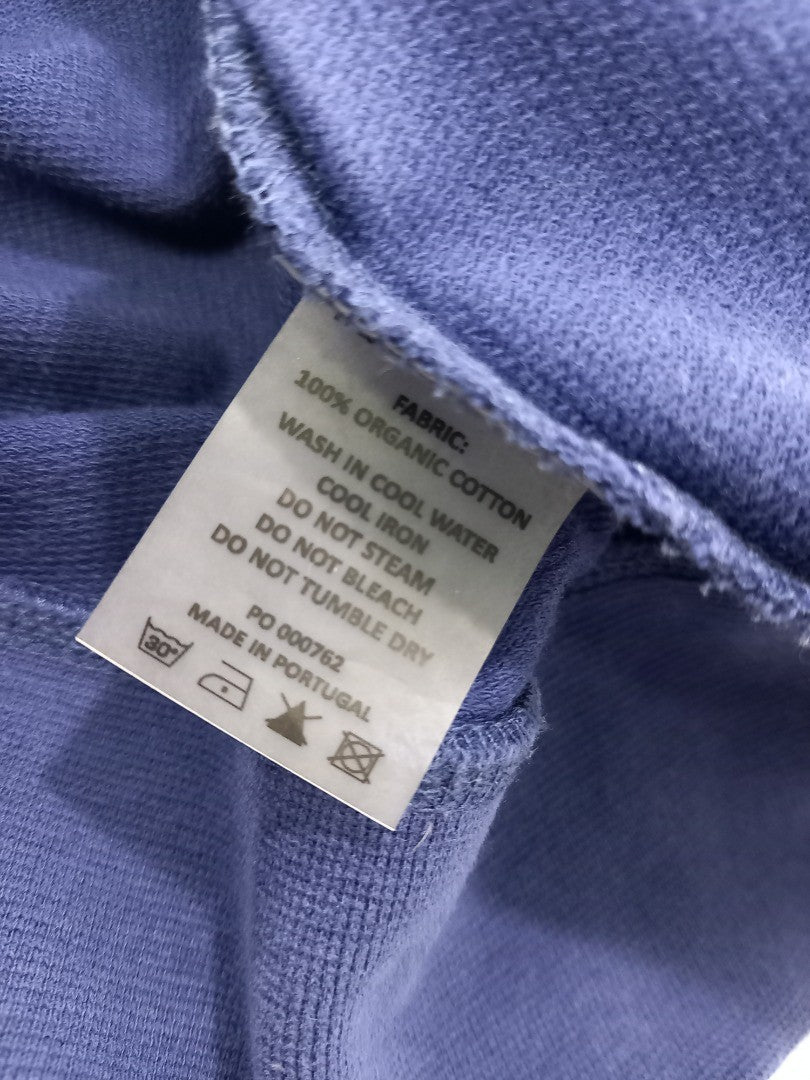 FABRIC:
100% ORGANIC COTTON
WASH IN COOL WATER
COOL IRON
DO NOT STEAM
DO NOT BLEACH
DO NOT TUMBLE DRY
PO 000762
MADE IN PORTUGAL
30°